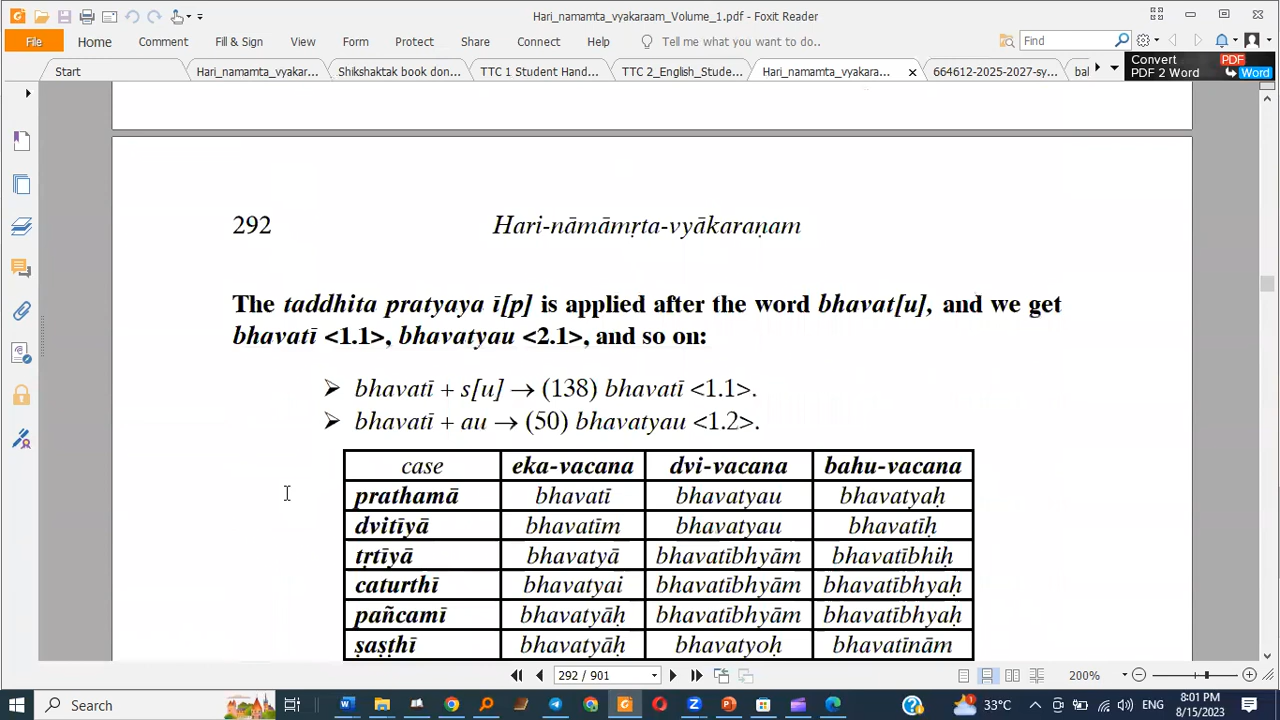 Hari_namamta_vyakaraam_Volume_1.pdf - Foxit Reader
File Home Comment Fill & Sign View Form Protect Share Connect Help Tell me what you want to do.. Find
Start Hari_namamta_vyakar... Shikshaktak book don... TTC 1 Student Hand... TTC 2_English_Stude... Hari_namamta_vyakara... 664612-2025-2027-sy...
Convert PDF 2 Word PDF Word
292 Hari-nāmāmṛta-vyākaraṇam
The taddhita pratyaya ī[p] is applied after the word bhavat[u], and we get
bhavatī <1.1>, bhavatyau <2.1>, and so on:
➢ bhavatī + s[u] → (138) bhavatī <1.1>.
➢ bhavatī + au → (50) bhavatyau <1.2>.
case eka-vacana dvi-vacana bahu-vacana
prathamā bhavatī bhavatyau bhavatyaḥ
dvitīyā bhavatīm bhavatyau bhavatīḥ
tṛtīyā bhavatyā bhavatībhyām bhavatībhiḥ
caturthī bhavatyai bhavatībhyām bhavatībhyaḥ
pañcamī bhavatyāḥ bhavatībhyām bhavatībhyaḥ
ṣaṣṭhī bhavatyāḥ bhavatyoḥ bhavatīnām
292 / 901 200%
Search 33°C 8:01 PM
8/15/2023